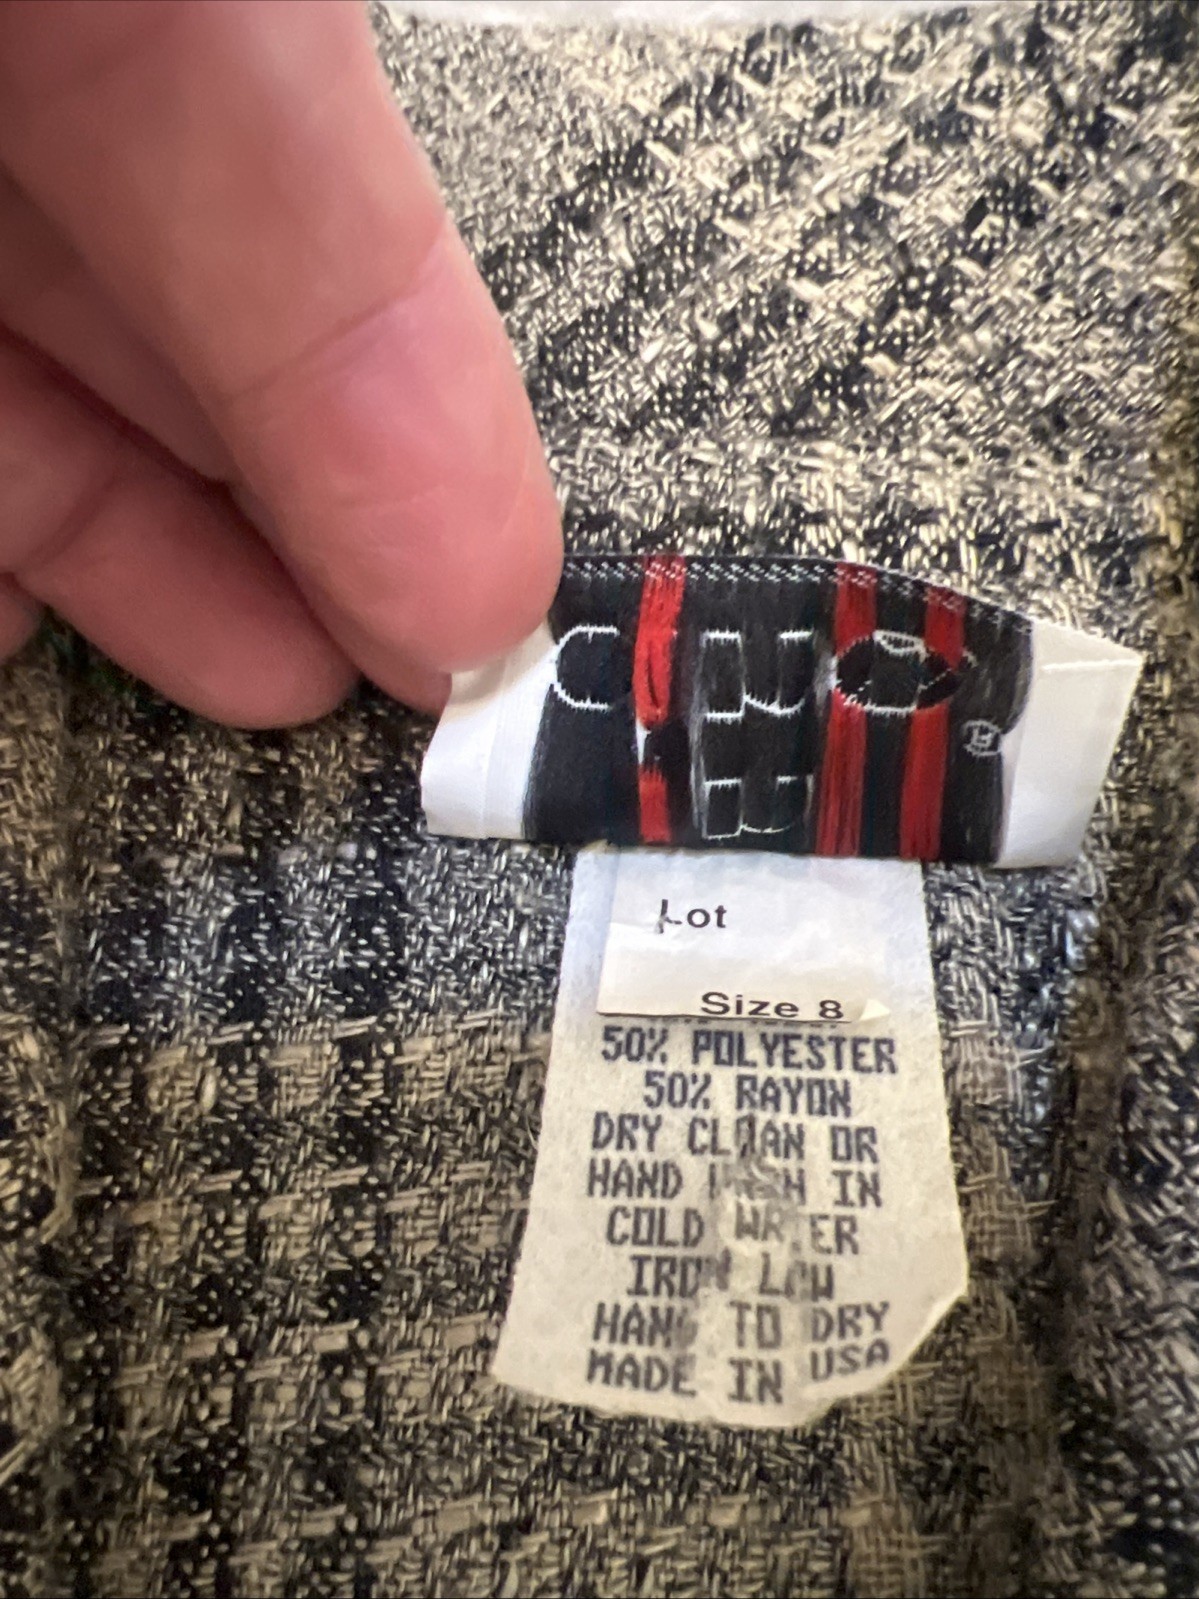 Lot
Size 8
50% POLYESTER
50% RAYON
DRY CLEAN OR
HAND WASH IN
COLD WATER
IRON LOW
HANG TO DRY
MADE IN USA